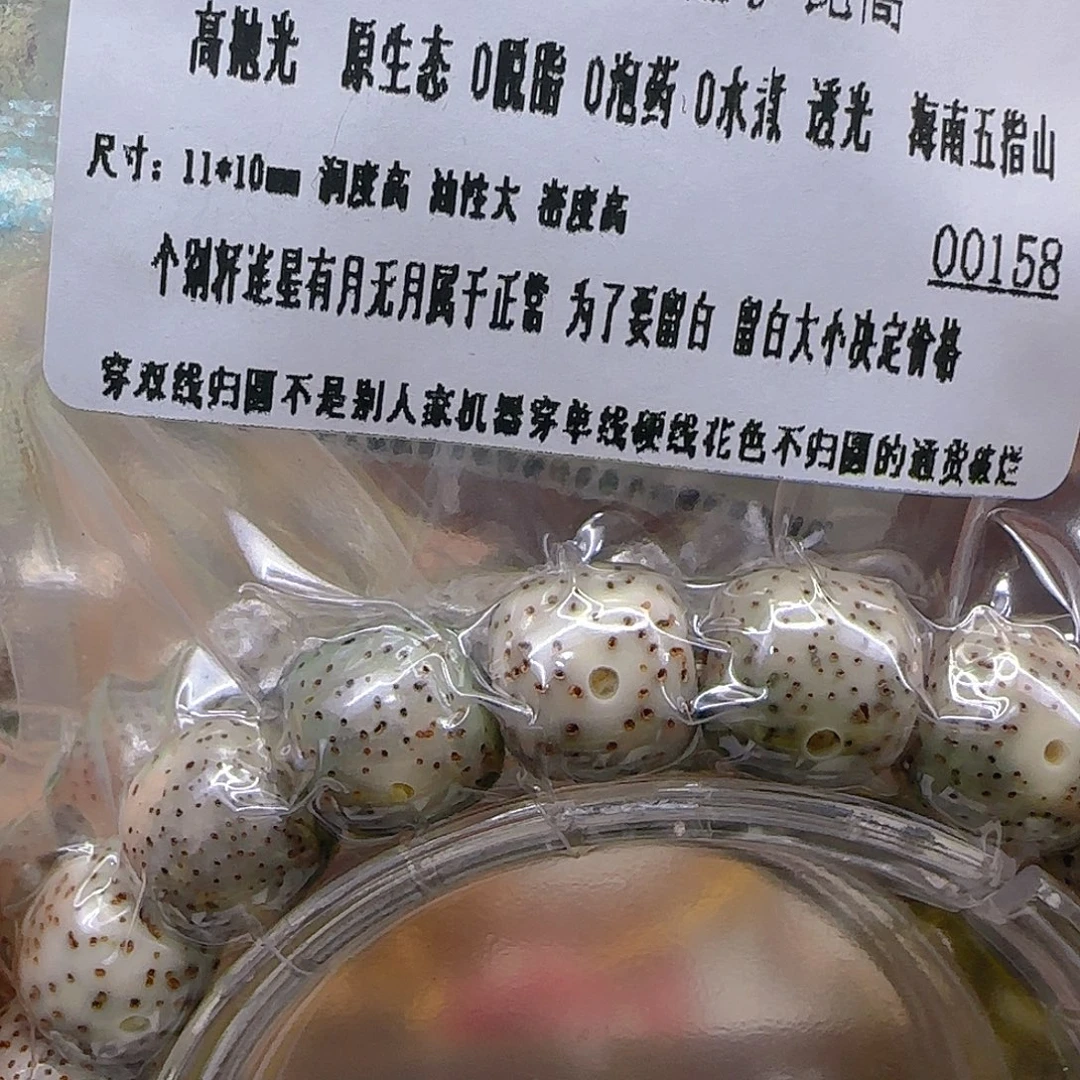 高抛光 原生态 0脱脂 0泡药 0水煮 透光 海南五指山
尺寸：11*10mm 润度高 油性大 密度高
00158
个别歼连星有月无月属于正常 为了要留白 留白大小决定价格
穿双线归圆不是别人家机器穿单线硬线花色不归圆的通货破烂